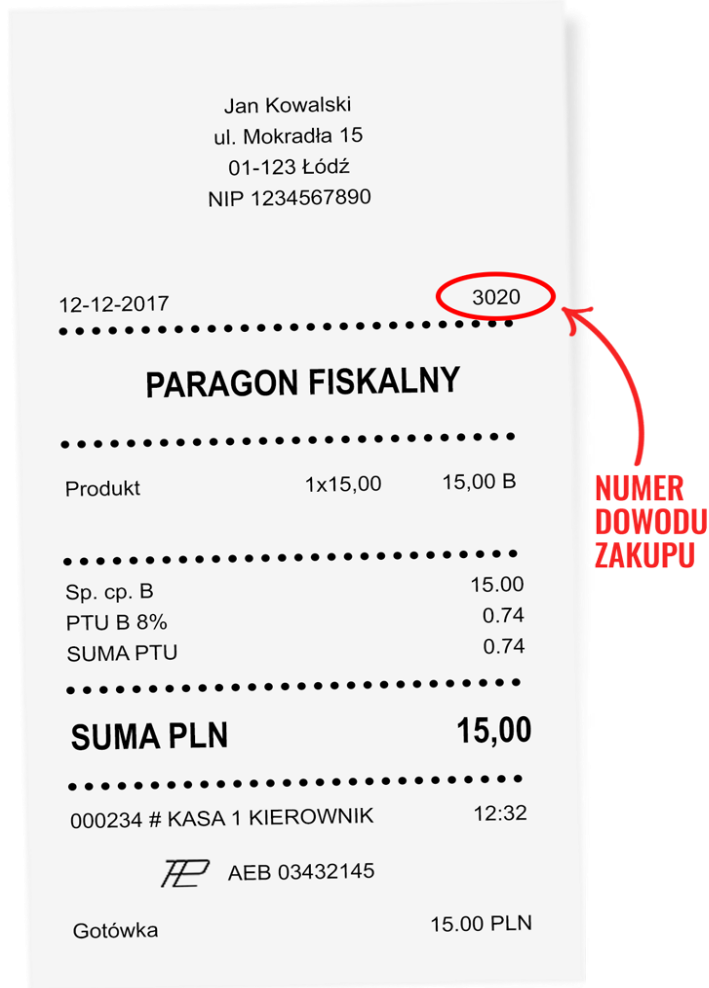 Jan Kowalski
ul. Mokradła 15
01-123 Łódź
NIP 1234567890
12-12-2017 3020
PARAGON FISKALNY
Produkt 1x15,00 15,00 B
Sp. cp. B 15.00
PTU B 8% 0.74
SUMA PTU 0.74
SUMA PLN 15,00
000234 # KASA 1 KIEROWNIK 12:32
AEB 03432145
Gotówka 15.00 PLN
NUMER
DOWODU
ZAKUPU